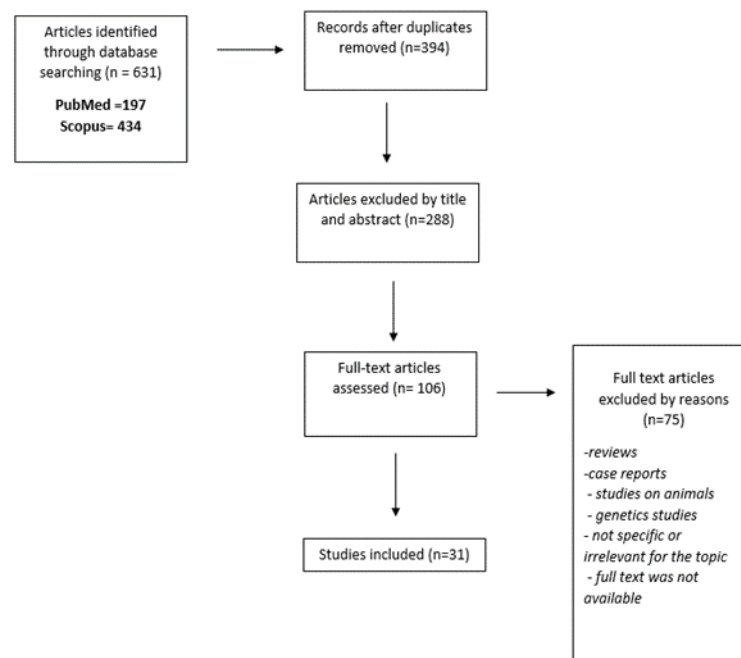 Articles identified
through database
searching (n = 631)
PubMed =197
Scopus= 434
Records after duplicates
removed (n=394)
Articles excluded by title
and abstract (n=288)
Full-text articles
assessed (n= 106)
Full text articles
excluded by reasons
(n=75)
-reviews
-case reports
- studies on animals
- genetics studies
- not specific or
irrelevant for the topic
- full text was not
available
Studies included (n=31)